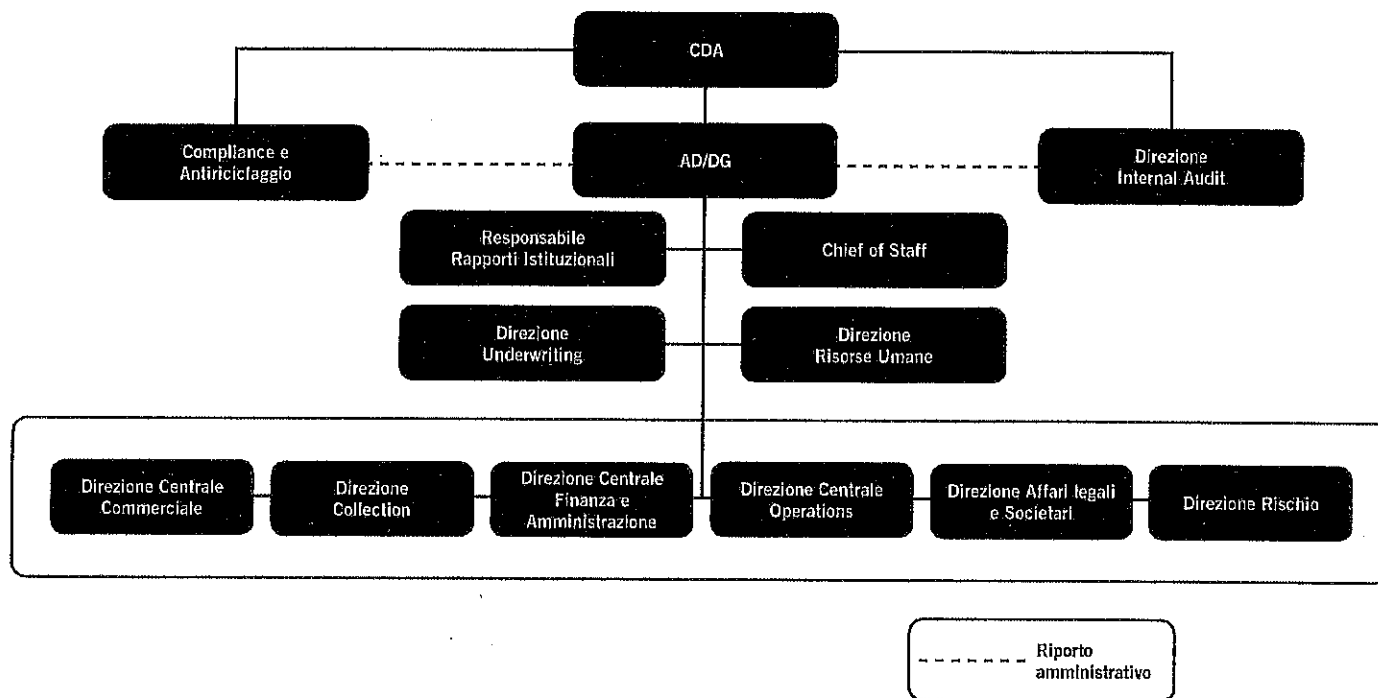 CDA
Compliance e
Antiriciclaggio
AD/DG
Direzione
Internal Audit
Responsabile
Rapporti Istituzionali
Chief of Staff
Direzione
Underwriting
Direzione
Risorse Umane
Direzione Centrale
Commerciale
Direzione
Collection
Direzione Centrale
Finanza e
Amministrazione
Direzione Centrale
Operations
Direzione Affari legali
e Societari
Direzione Rischio
Riporto
amministrativo